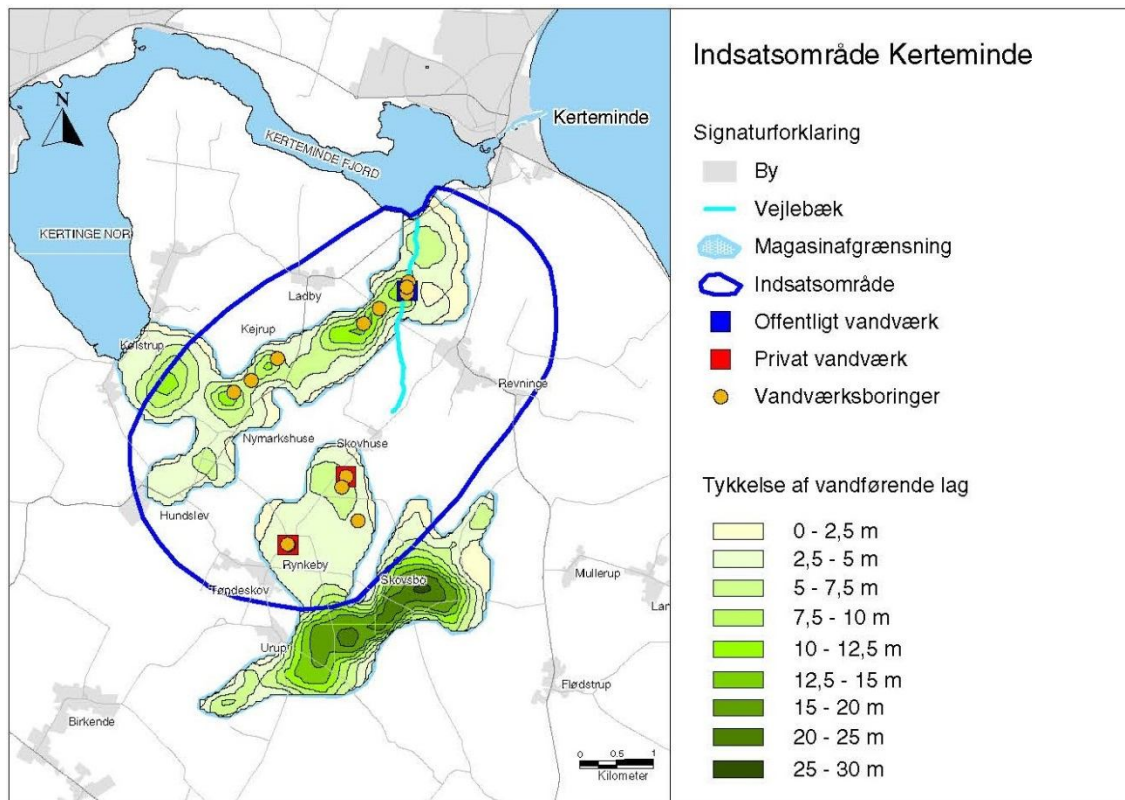 N
KERTEMINDE FJORD
Kerteminde
KERTINGE NOR
Ladby
Kejrup
Kølstrup
Revninge
Nymarkshuse
Skovhuse
Hundslev
Rynkeby
Skovsbo
Mullerup
Tøndeskov
Lan
Urup
Flødstrup
Birkende
0 0.5 1
Kilometer
Indsatsområde Kerteminde
Signaturforklaring
By
Vejlebæk
Magasinafgrænsning
Indsatsområde
Offentligt vandværk
Privat vandværk
Vandværksboringer
Tykkelse af vandførende lag
0 - 2,5 m
2,5 - 5 m
5 - 7,5 m
7,5 - 10 m
10 - 12,5 m
12,5 - 15 m
15 - 20 m
20 - 25 m
25 - 30 m